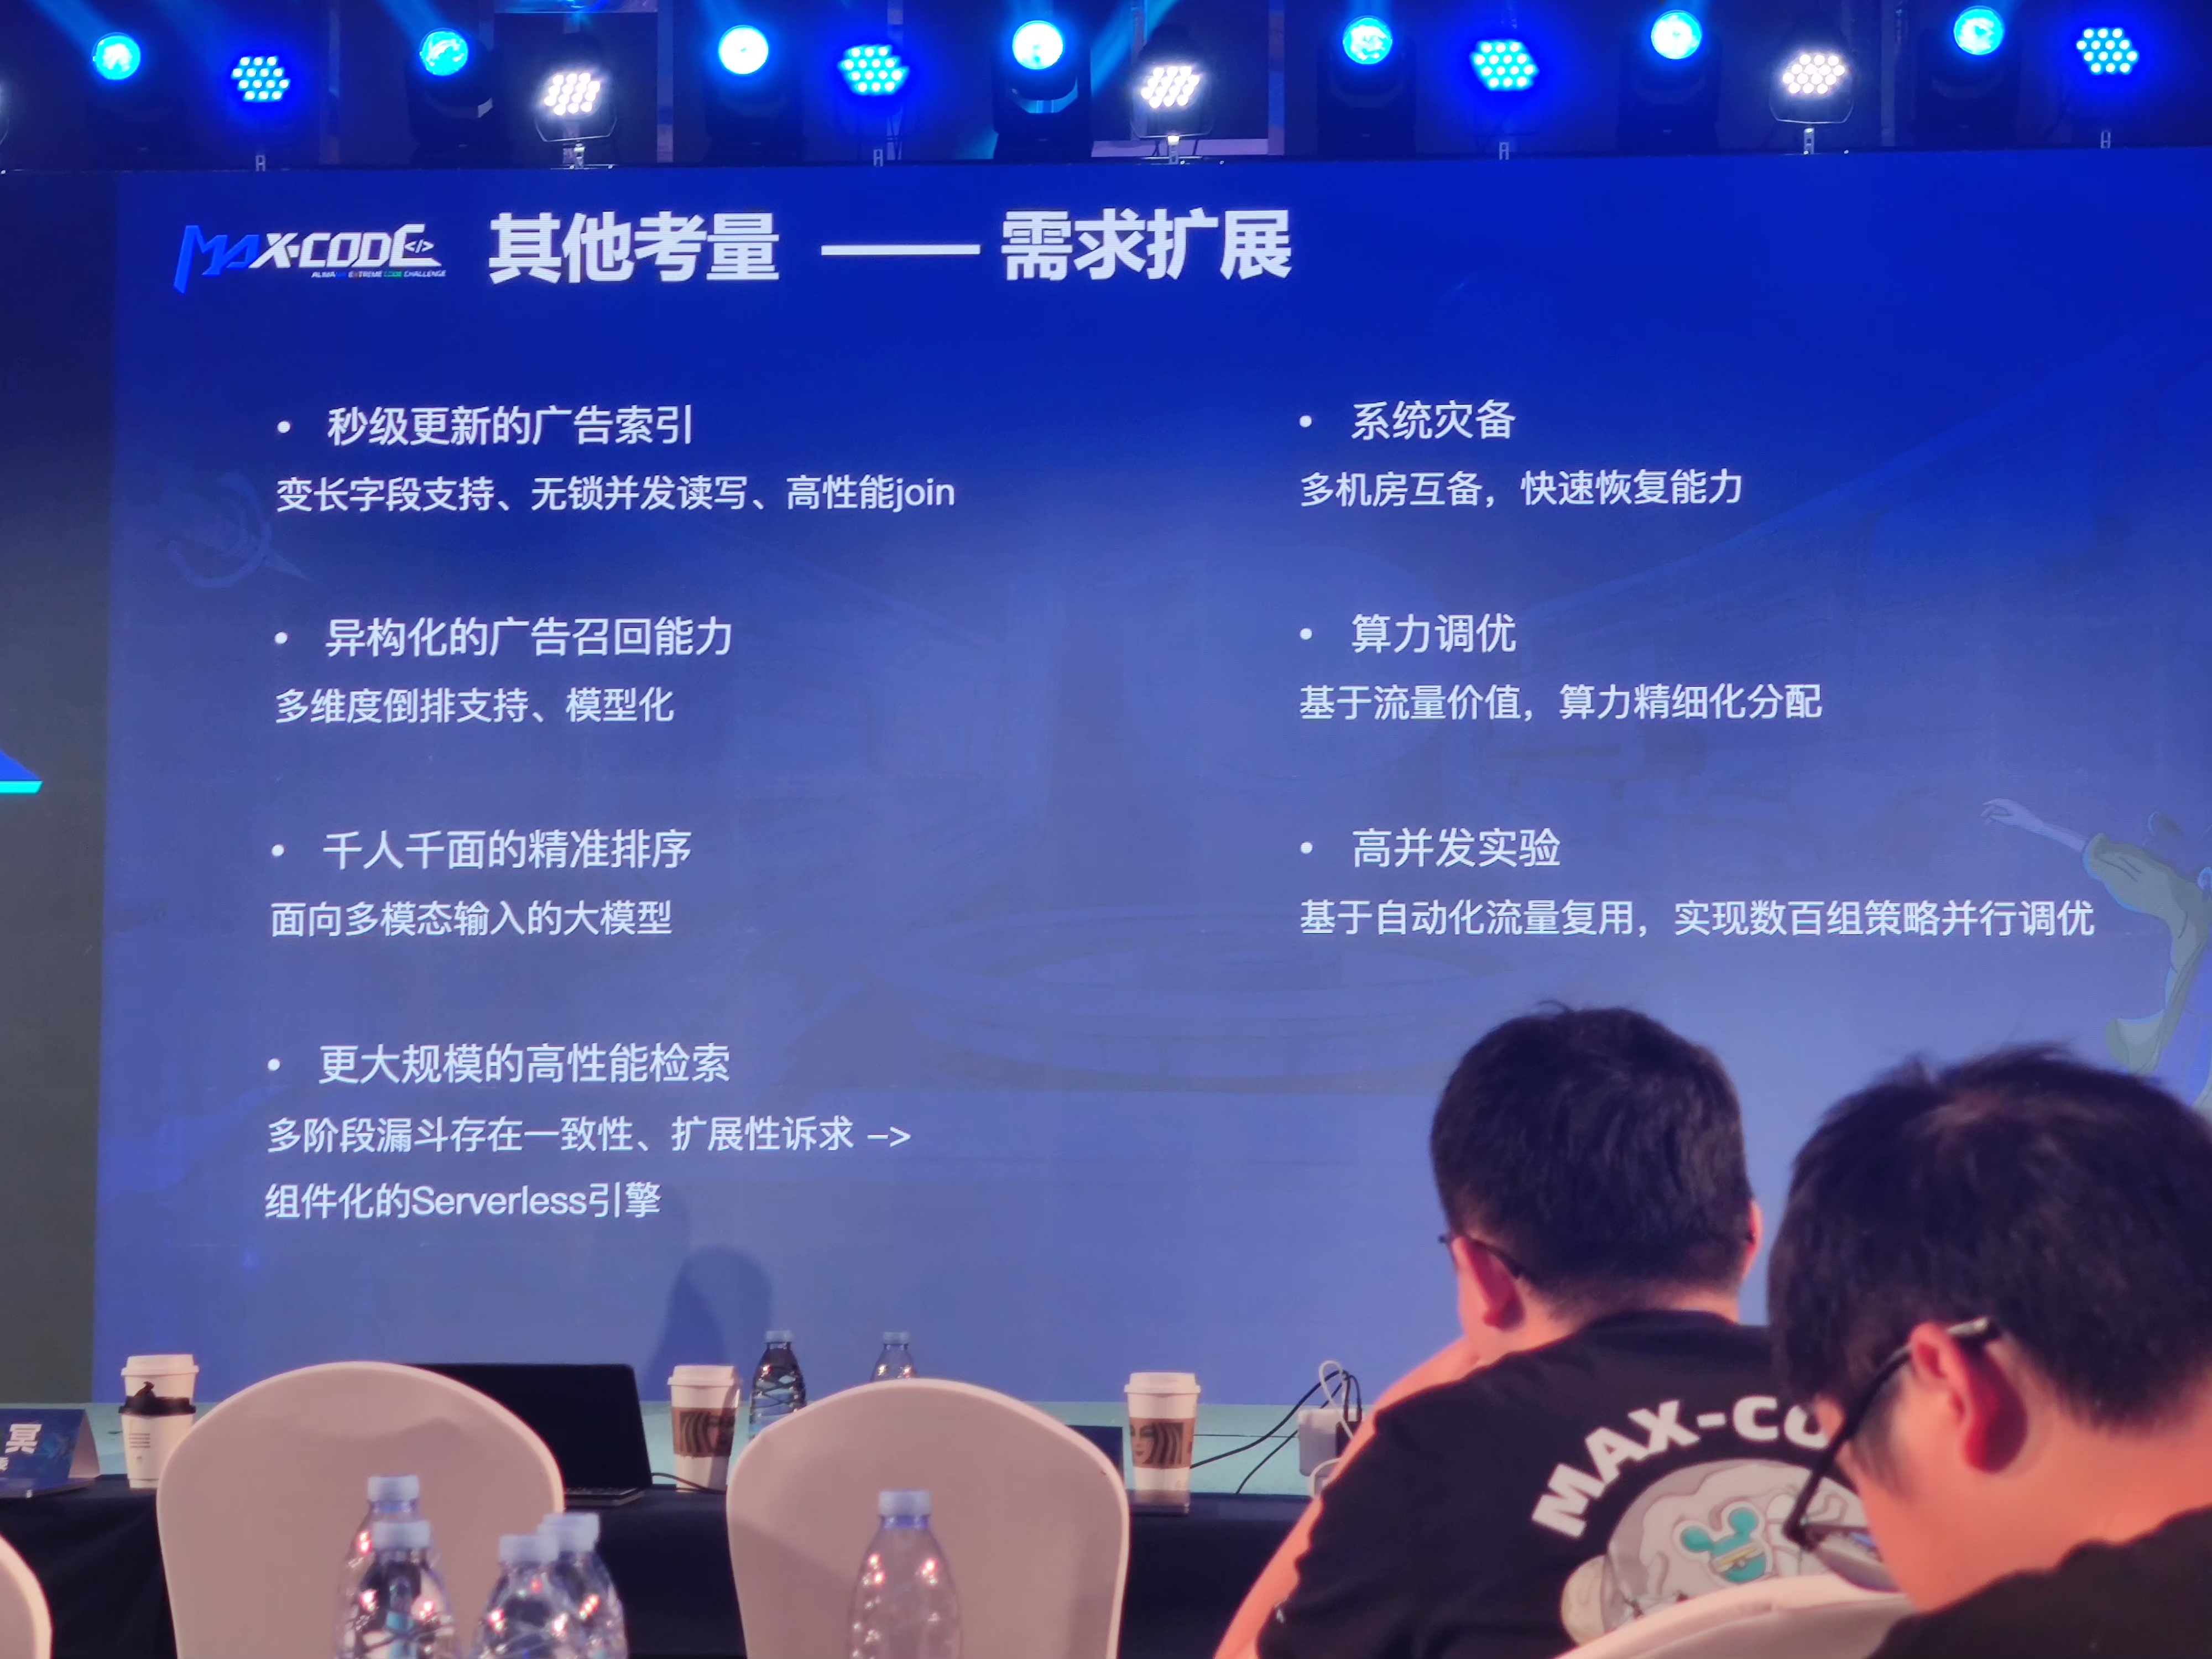 MAX-CODE </>
ALIMAMA EXTREME CODE CHALLENGE
其他考量 —— 需求扩展
• 秒级更新的广告索引
变长字段支持、无锁并发读写、高性能join
• 异构化的广告召回能力
多维度倒排支持、模型化
• 千人千面的精准排序
面向多模态输入的大模型
• 更大规模的高性能检索
多阶段漏斗存在一致性、扩展性诉求 –>
组件化的Serverless引擎
• 系统灾备
多机房互备，快速恢复能力
• 算力调优
基于流量价值，算力精细化分配
• 高并发实验
基于自动化流量复用，实现数百组策略并行调优
冥
MAX-CO